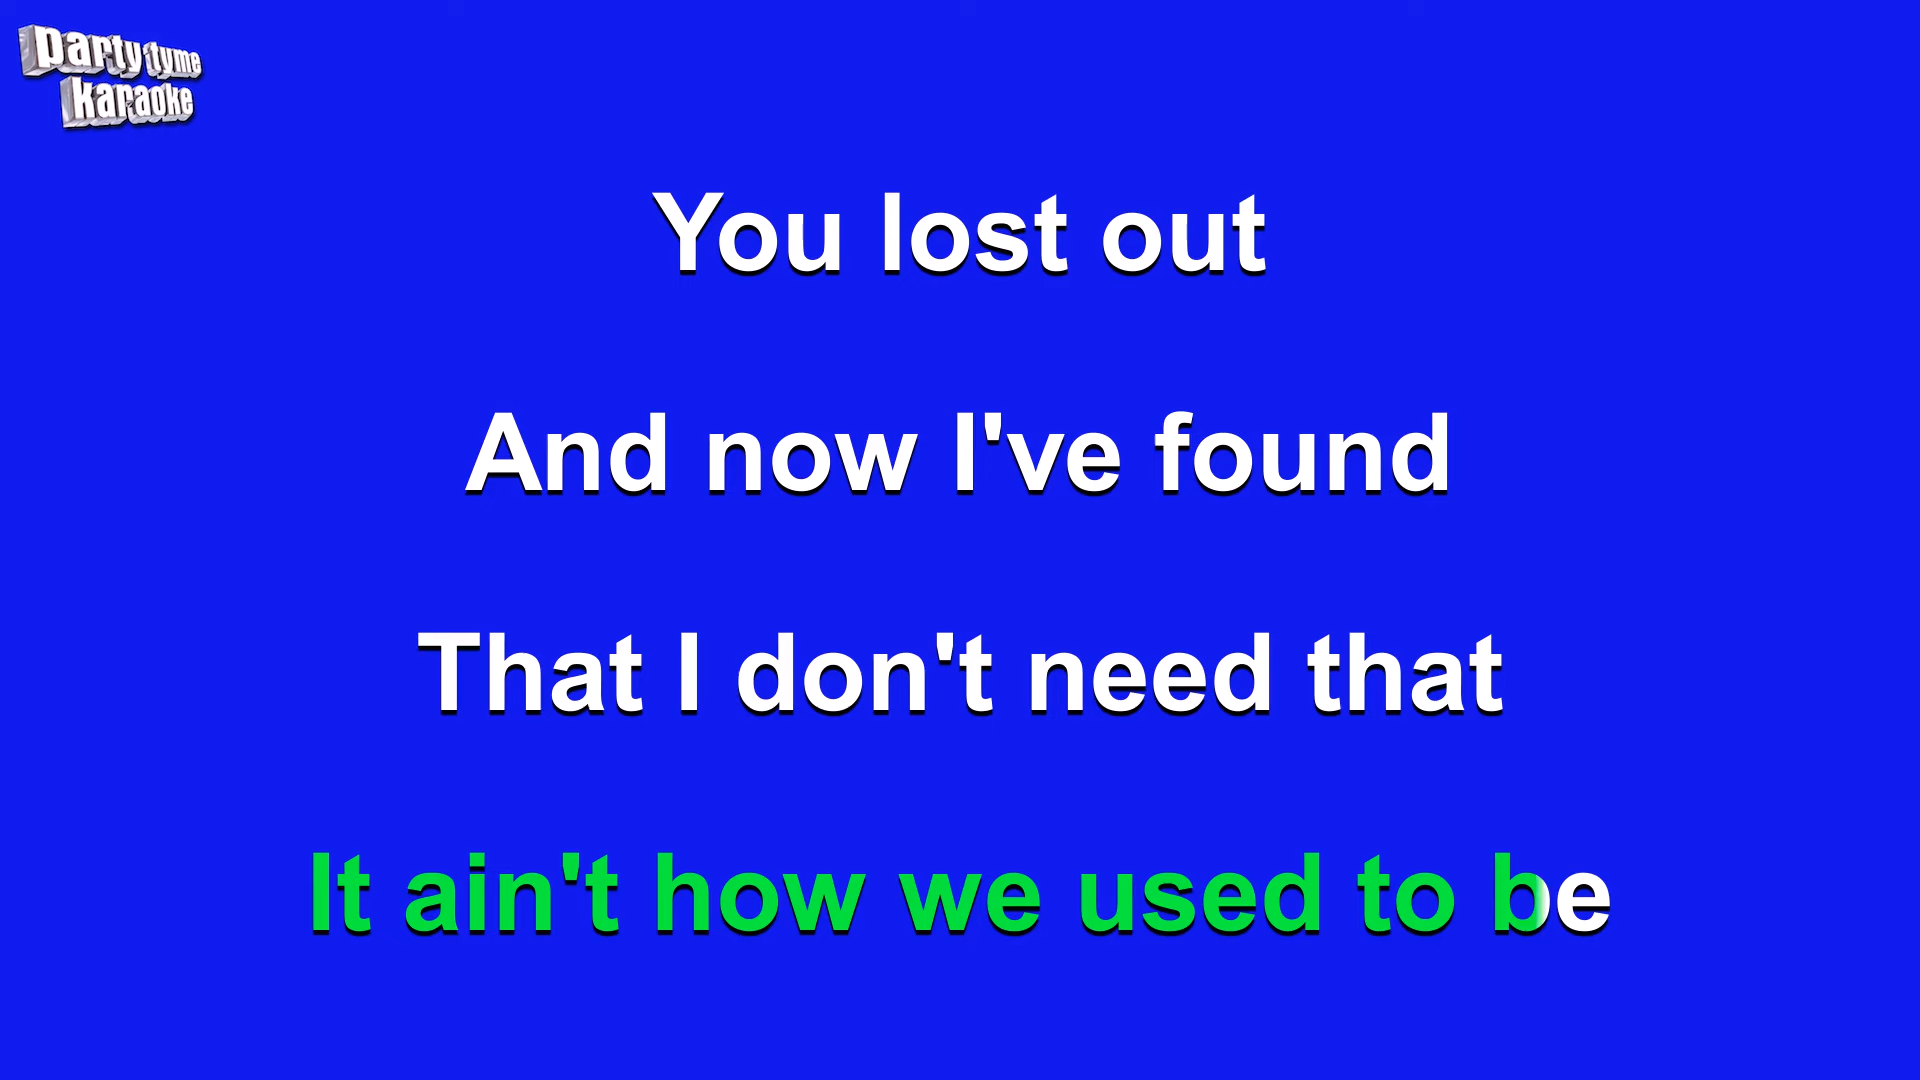 party tyme
karaoke
You lost out
And now I've found
That I don't need that
It ain't how we used to be